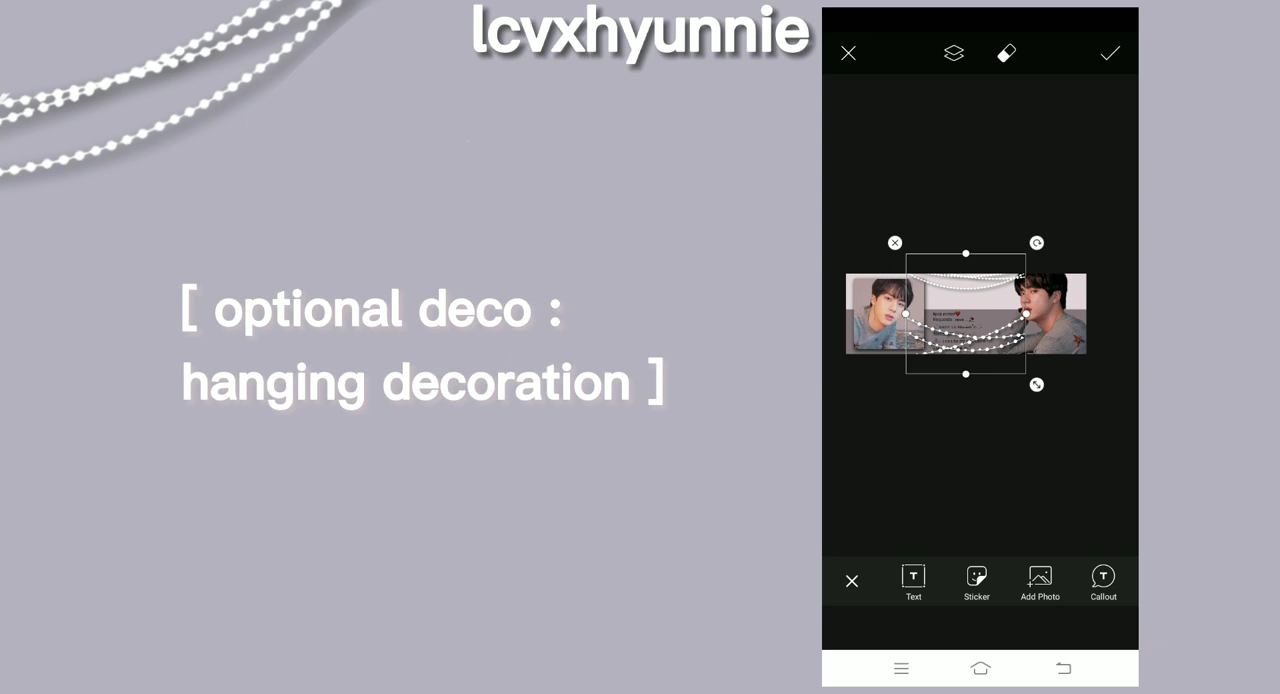 lcvxhyunnie
[ optional deco :
hanging decoration ]
Text
Sticker
Add Photo
Callout